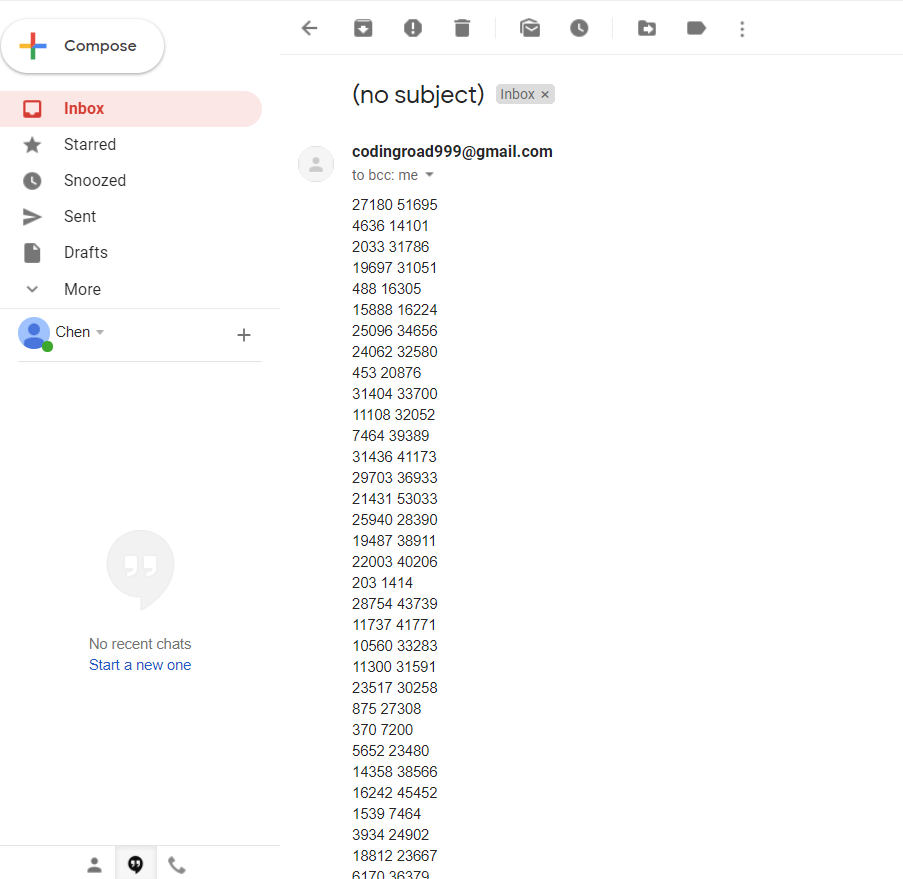 Compose
Inbox
Starred
Snoozed
Sent
Drafts
More
Chen
No recent chats
Start a new one
(no subject) Inbox ×
codingroad999@gmail.com
to bcc: me
27180 51695
4636 14101
2033 31786
19697 31051
488 16305
15888 16224
25096 34656
24062 32580
453 20876
31404 33700
11108 32052
7464 39389
31436 41173
29703 36933
21431 53033
25940 28390
19487 38911
22003 40206
203 1414
28754 43739
11737 41771
10560 33283
11300 31591
23517 30258
875 27308
370 7200
5652 23480
14358 38566
16242 45452
1539 7464
3934 24902
18812 23667
6170 36379